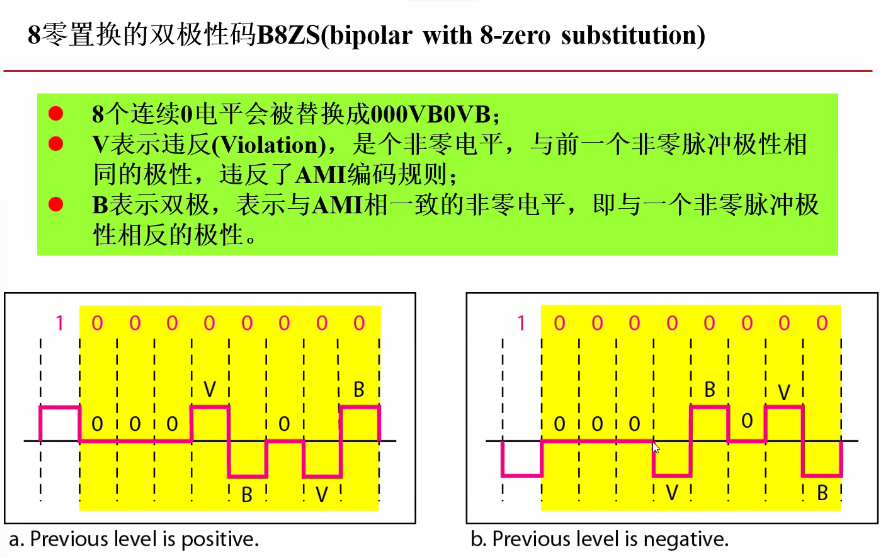 8零置换的双极性码B8ZS(bipolar with 8-zero substitution)
8个连续0电平会被替换成000VB0VB；
V表示违反(Violation)，是个非零电平，与前一个非零脉冲极性相
同的极性，违反了AMI编码规则；
B表示双极，表示与AMI相一致的非零电平，即与一个非零脉冲极
性相反的极性。
1 0 0 0 0 0 0 0 0
V B
0 0 0 0
B V
a. Previous level is positive.
1 0 0 0 0 0 0 0 0
B V
0 0 0 0
V B
b. Previous level is negative.